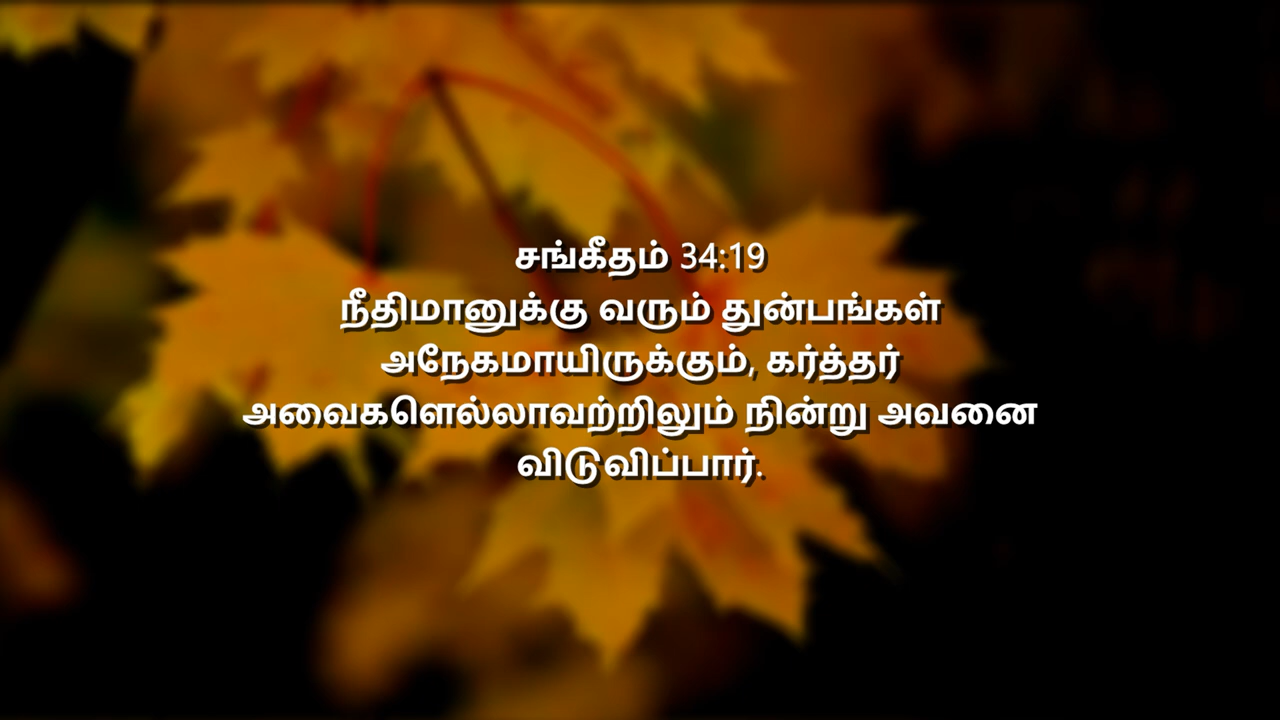 சங்கீதம் 34:19
நீதிமானுக்கு வரும் துன்பங்கள்
அநேகமாயிருக்கும், கர்த்தர்
அவைகளெல்லாவற்றிலும் நின்று அவனை
விடுவிப்பார்.